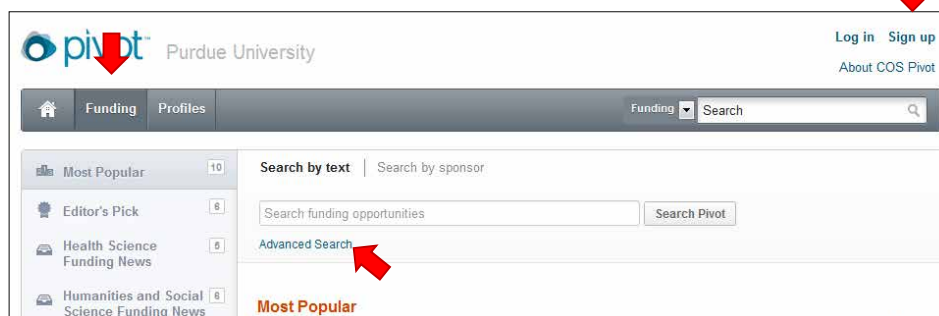 pivot Purdue University
Log in Sign up
About COS Pivot
Funding Profiles
Funding Search
Most Popular 10
Editor's Pick 6
Health Science 5
Funding News
Humanities and Social 6
Science Funding News
Search by text | Search by sponsor
Search funding opportunities Search Pivot
Advanced Search
Most Popular